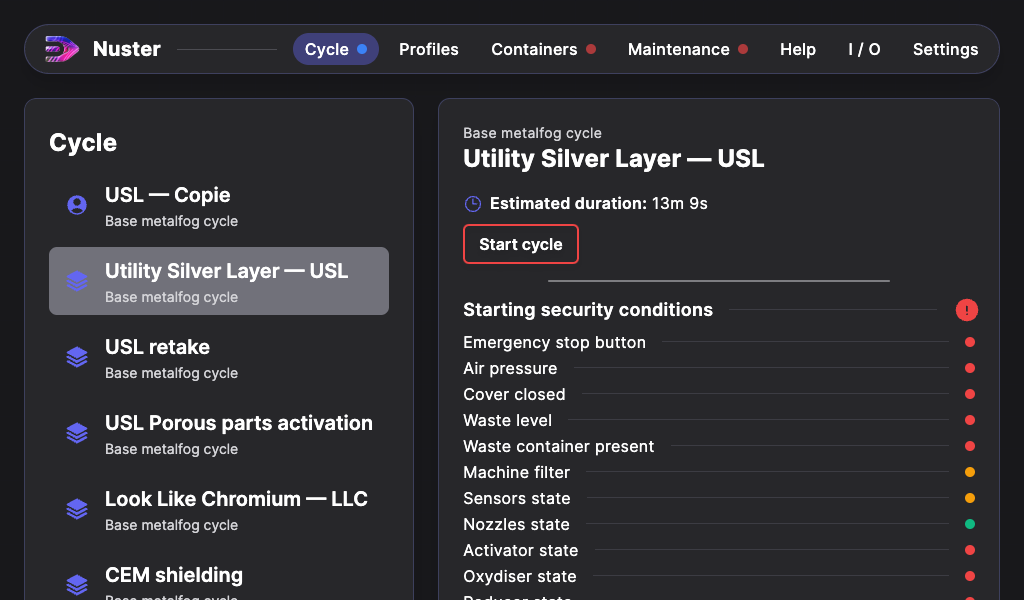 Nuster
Cycle
Profiles
Containers
Maintenance
Help
I / O
Settings
Cycle
USL — Copie
Base metalfog cycle
Utility Silver Layer — USL
Base metalfog cycle
USL retake
Base metalfog cycle
USL Porous parts activation
Base metalfog cycle
Look Like Chromium — LLC
Base metalfog cycle
CEM shielding
Base metalfog cycle
Base metalfog cycle
Utility Silver Layer — USL
Estimated duration: 13m 9s
Start cycle
Starting security conditions
Emergency stop button
Air pressure
Cover closed
Waste level
Waste container present
Machine filter
Sensors state
Nozzles state
Activator state
Oxydiser state